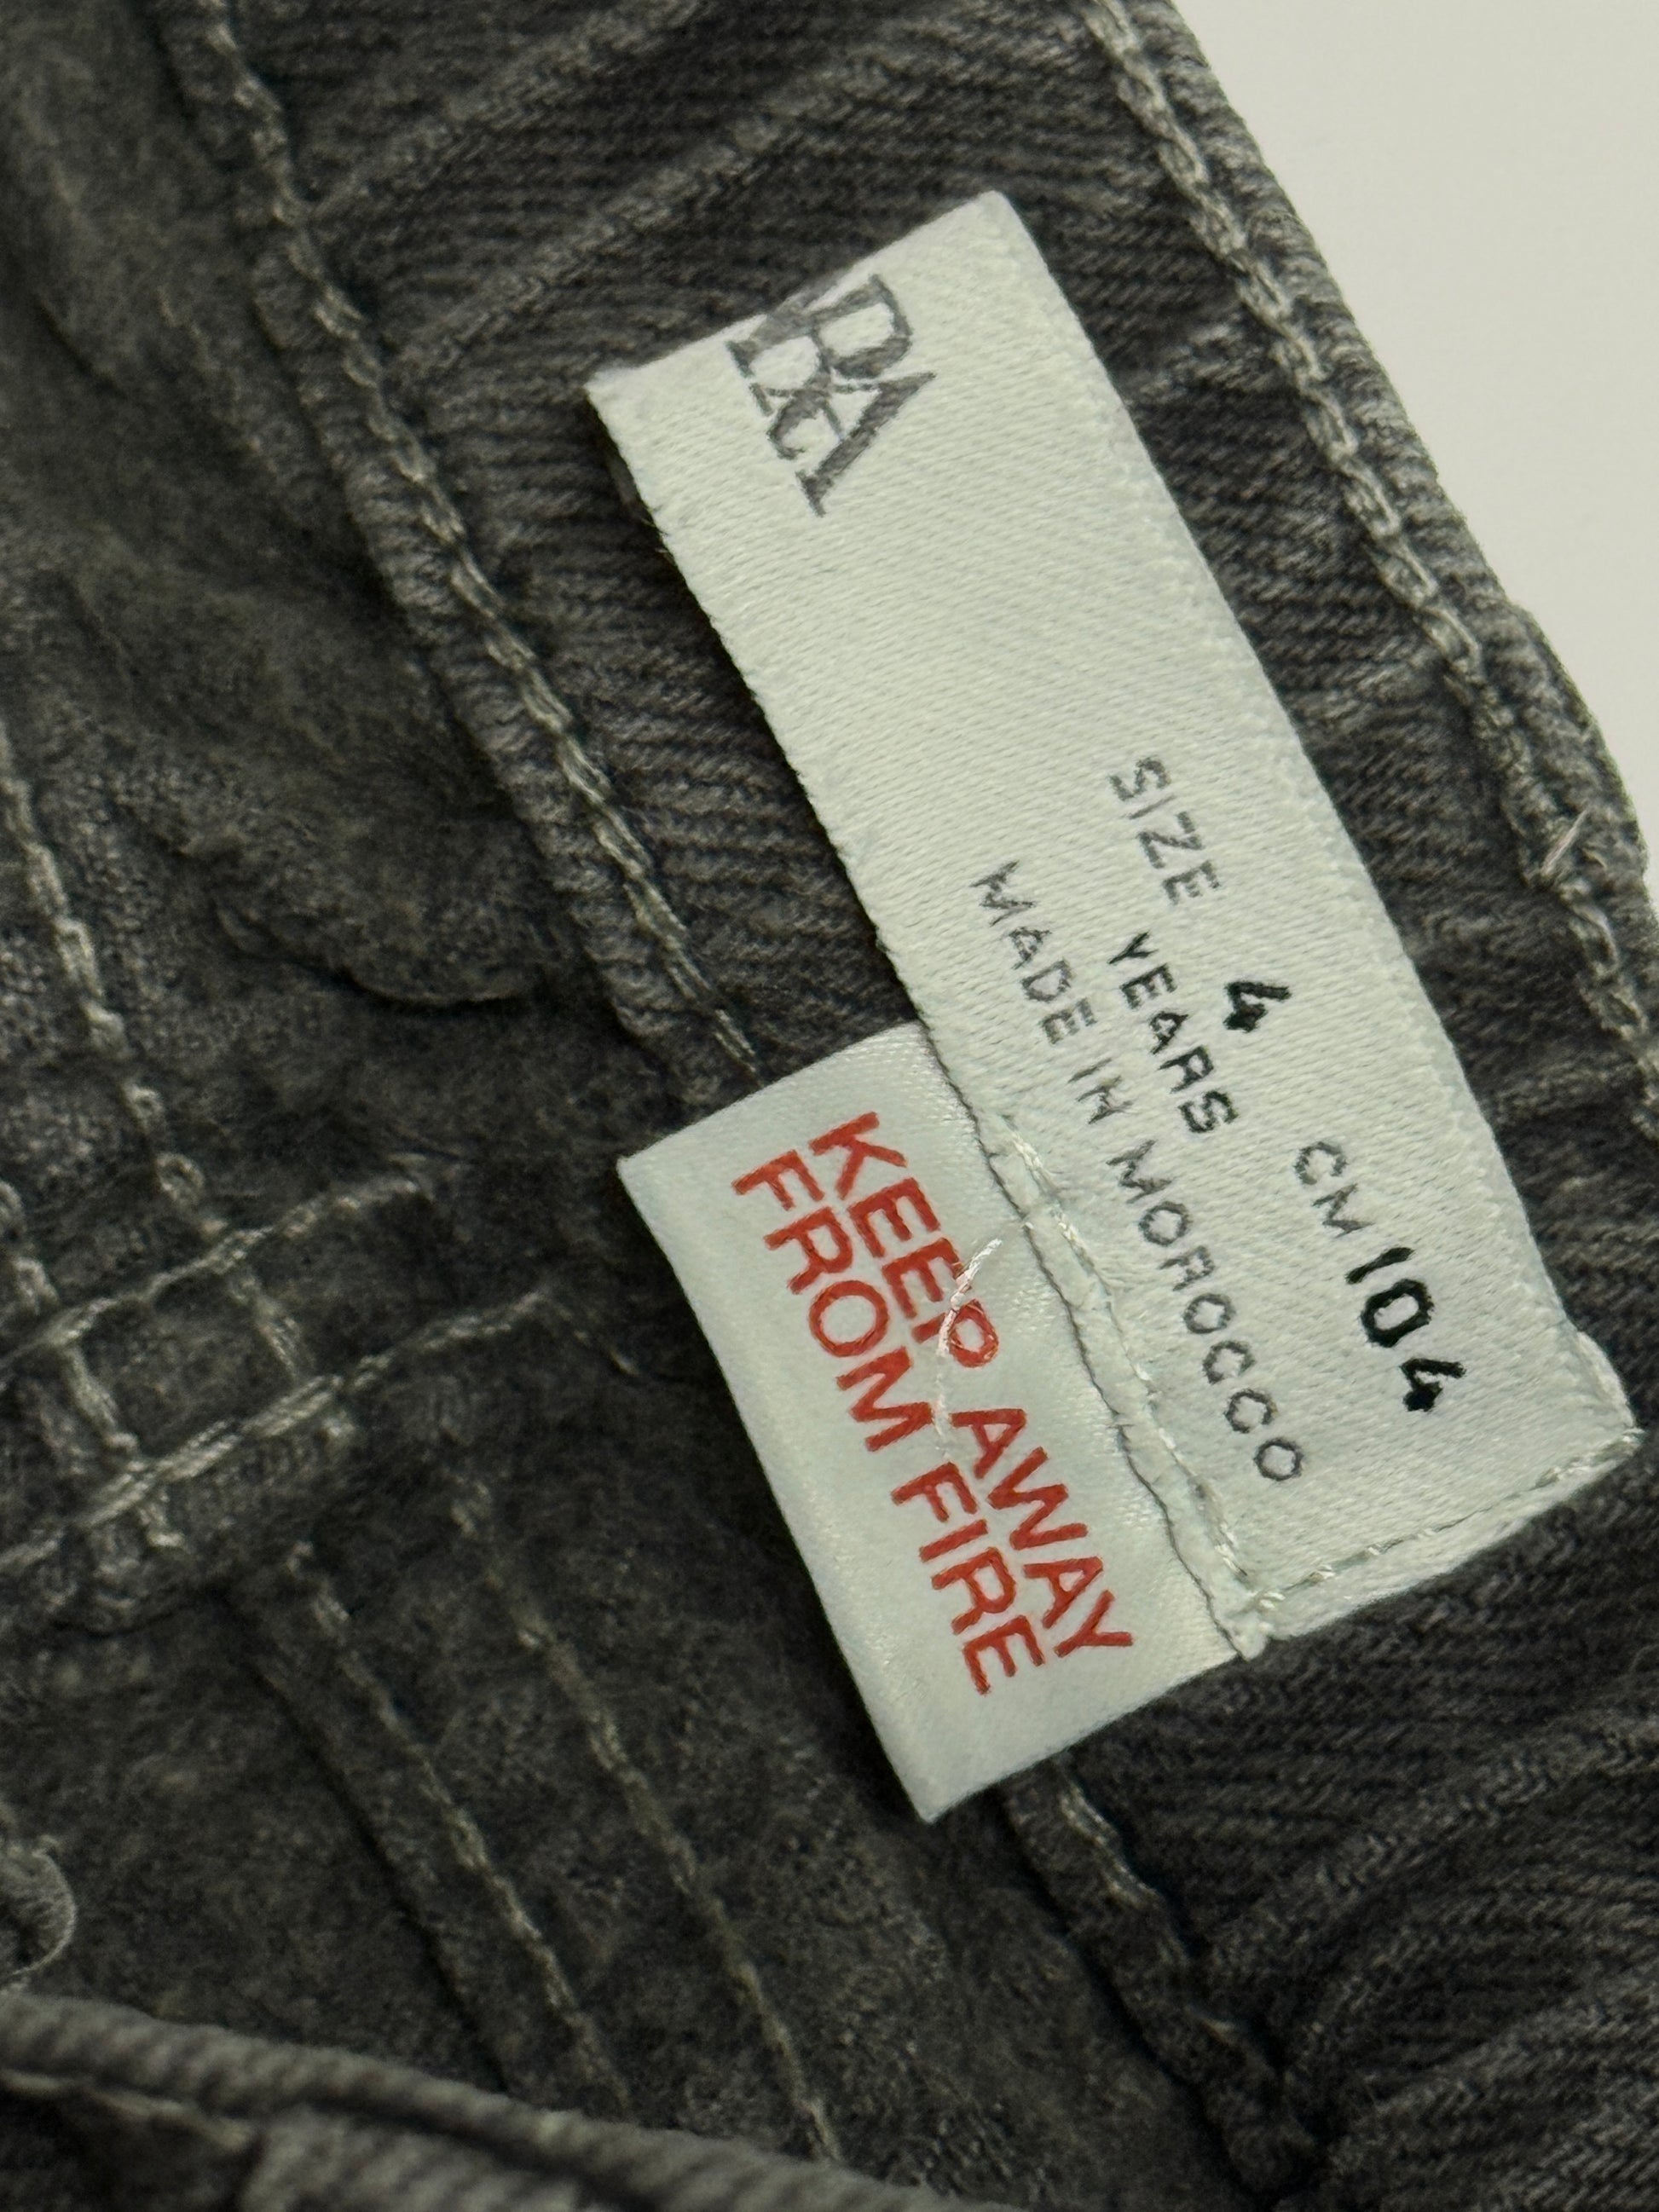 SIZE 4 CM 104
YEARS
MADE IN MOROCCO
KEEP AWAY
FROM FIRE